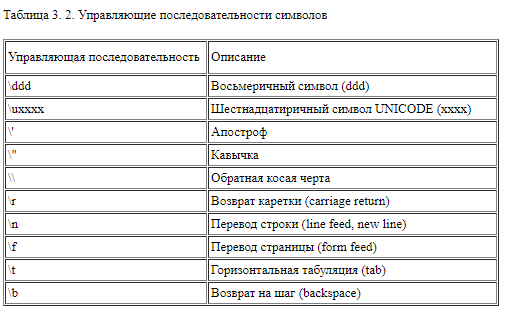 Таблица 3. 2. Управляющие последовательности символов
Управляющая последовательность Описание
\ddd Восьмеричный символ (ddd)
\uxxxx Шестнадцатиричный символ UNICODE (xxxx)
\' Апостроф
\" Кавычка
\\ Обратная косая черта
\r Возврат каретки (carriage return)
\n Перевод строки (line feed, new line)
\f Перевод страницы (form feed)
\t Горизонтальная табуляция (tab)
\b Возврат на шаг (backspace)